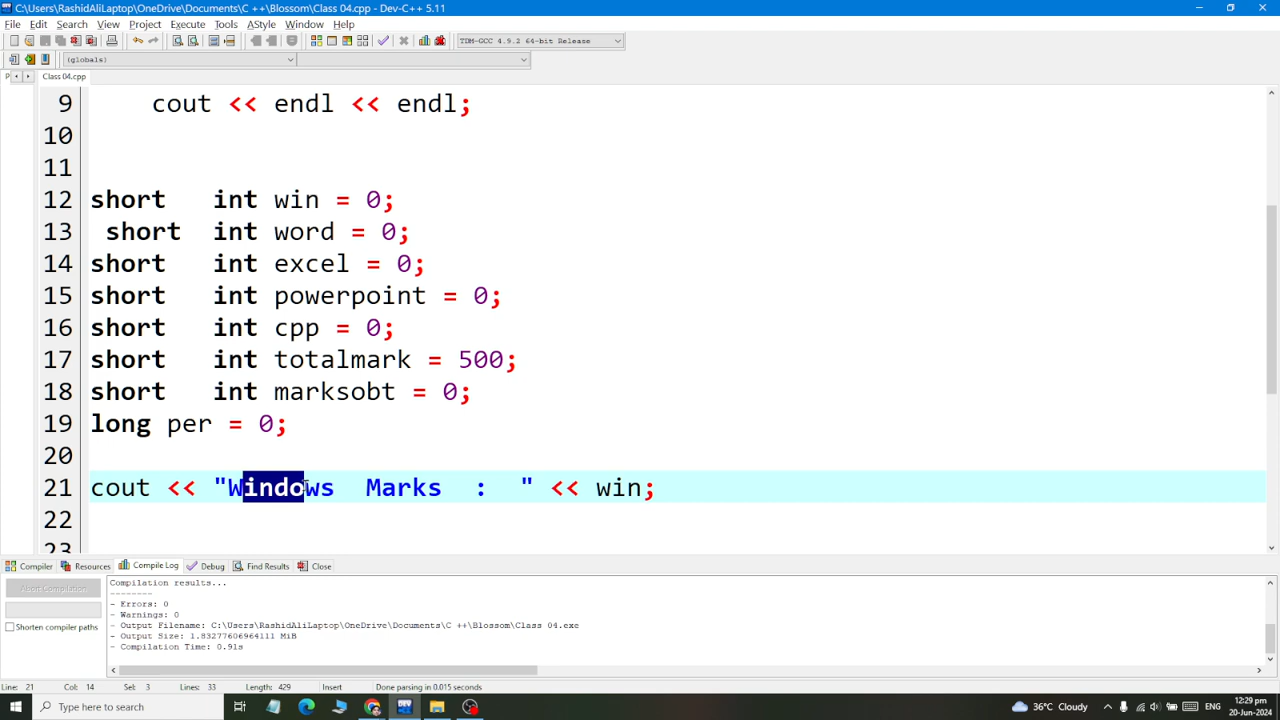 C:\Users\RashidAliLaptop\OneDrive\Documents\C ++\Blossom\Class 04.cpp - Dev-C++ 5.11
File Edit Search View Project Execute Tools AStyle Window Help
TDM-GCC 4.9.2 64-bit Release
(globals)
Class 04.cpp
9 cout << endl << endl;
10
11
12 short int win = 0;
13 short int word = 0;
14 short int excel = 0;
15 short int powerpoint = 0;
16 short int cpp = 0;
17 short int totalmark = 500;
18 short int marksobt = 0;
19 long per = 0;
20
21 cout << "Windows Marks : " << win;
22
23
Compiler Resources Compile Log Debug Find Results Close
Abort Compilation
Shorten compiler paths
Compilation results...
--------
- Errors: 0
- Warnings: 0
- Output Filename: C:\Users\RashidAliLaptop\OneDrive\Documents\C ++\Blossom\Class 04.exe
- Output Size: 1.83277606964111 MiB
- Compilation Time: 0.91s
Line: 21 Col: 14 Sel: 3 Lines: 33 Length: 429 Insert Done parsing in 0.015 seconds
Type here to search
36°C Cloudy
ENG
12:29 pm
20-Jun-2024